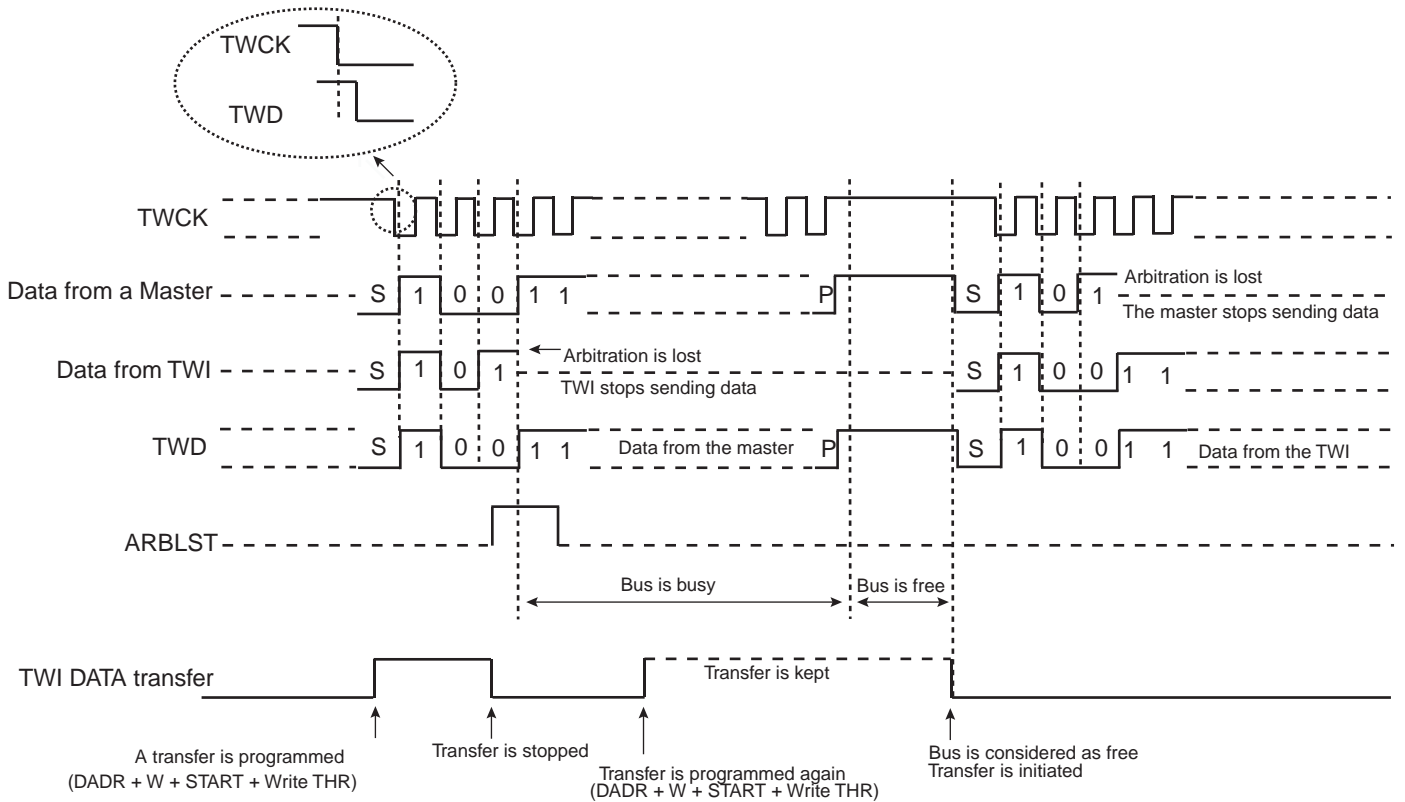 TWCK
TWD
TWCK
Data from a Master S 1 0 0 1 1 P S 1 0 1 Arbitration is lost
The master stops sending data
Data from TWI S 1 0 1 Arbitration is lost S 1 0 0 1 1
TWI stops sending data
TWD S 1 0 0 1 1 Data from the master P S 1 0 0 1 1 Data from the TWI
ARBLST
Bus is busy Bus is free
TWI DATA transfer Transfer is kept
A transfer is programmed
(DADR + W + START + Write THR)
Transfer is stopped
Transfer is programmed again
(DADR + W + START + Write THR)
Bus is considered as free
Transfer is initiated